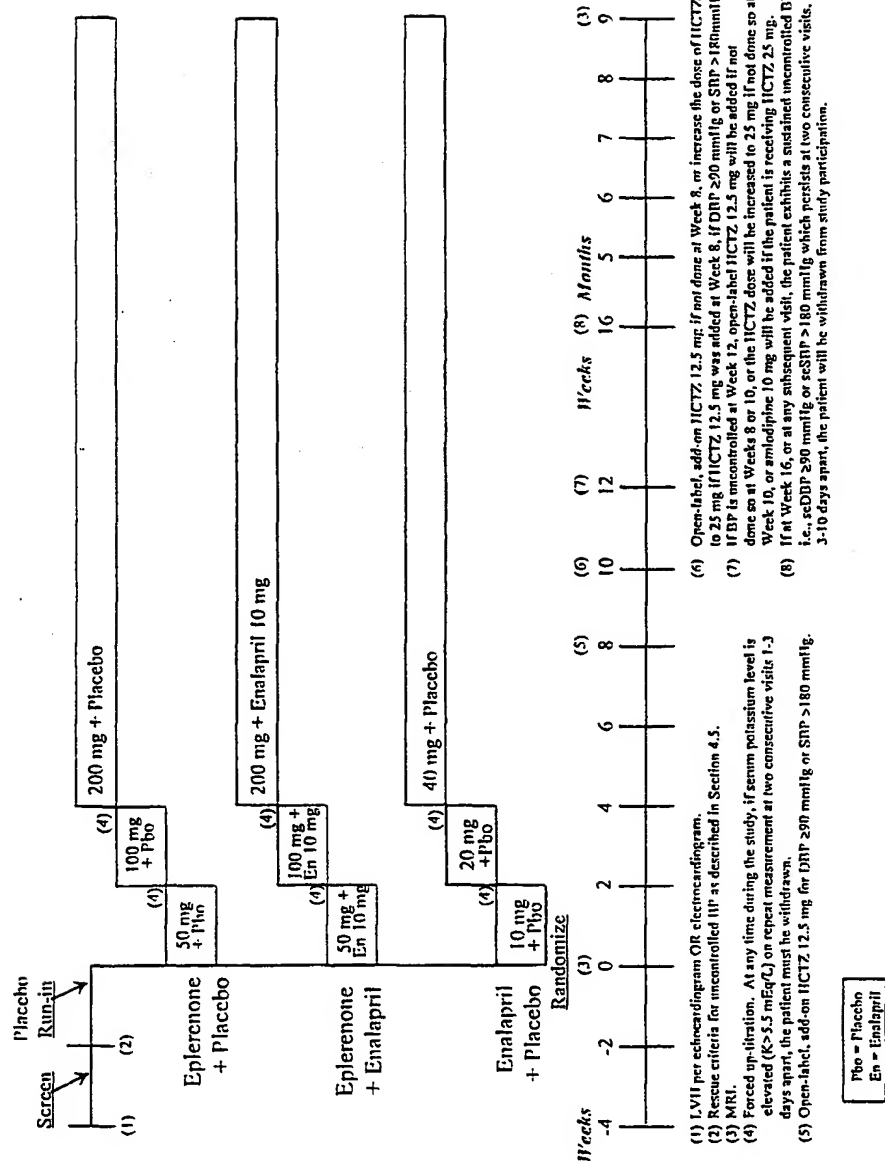 Screen
Placebo
Run-in
(1)
(2)
Eplerenone
+ Placebo
50 mg
+ Pbo
(4)
100 mg
+ Pbo
(4)
200 mg + Placebo
Eplerenone
+ Enalapril
50 mg +
En 10 mg
(4)
100 mg +
En 10 mg
(4)
200 mg + Enalapril 10 mg
Enalapril
+ Placebo
10 mg
+ Pbo
(4)
20 mg
+Pbo
(4)
40 mg + Placebo
Randomize
(3) (5) (6) (7) Weeks (8) Months (3)
Weeks -4 -2 0 2 4 6 8 10 12 16 5 6 7 8 9
(1) LVH per echocardingram OR electrocardingram.
(2) Rescue criteria for uncontrolled BP as described in Section 4.5.
(3) MRI.
(4) Forced up-titration. At any time during the study, if serum potassium level is
elevated (K>5.5 mEq/L) on repeat measurement at two consecutive visits 1-3
days apart, the patient must be withdrawn.
(5) Open-label, add-on HCTZ 12.5 mg for DBP ≥90 mmHg or SBP >180 mmHg.
(6) Open-label, add-on HCTZ 12.5 mg if not done at Week 8, or increase the dose of HCTZ
to 25 mg if HCTZ 12.5 mg was added at Week 8, if DBP ≥90 mmHg or SBP >180mmH
(7) If BP is uncontrolled at Week 12, open-label HCTZ 12.5 mg will be added if not
done so at Weeks 8 or 10, or the HCTZ dose will be increased to 25 mg if not done so at
Week 10, or amlodipine 10 mg will be added if the patient is receiving HCTZ 25 mg.
(8) If at Week 16, or at any subsequent visit, the patient exhibits a sustained uncontrolled B
i.e., seDBP ≥90 mmHg or seSBP >180 mmHg which persists at two consecutive visits,
3-10 days apart, the patient will be withdrawn from study participation.
Pbo = Placebo
En = Enalapril